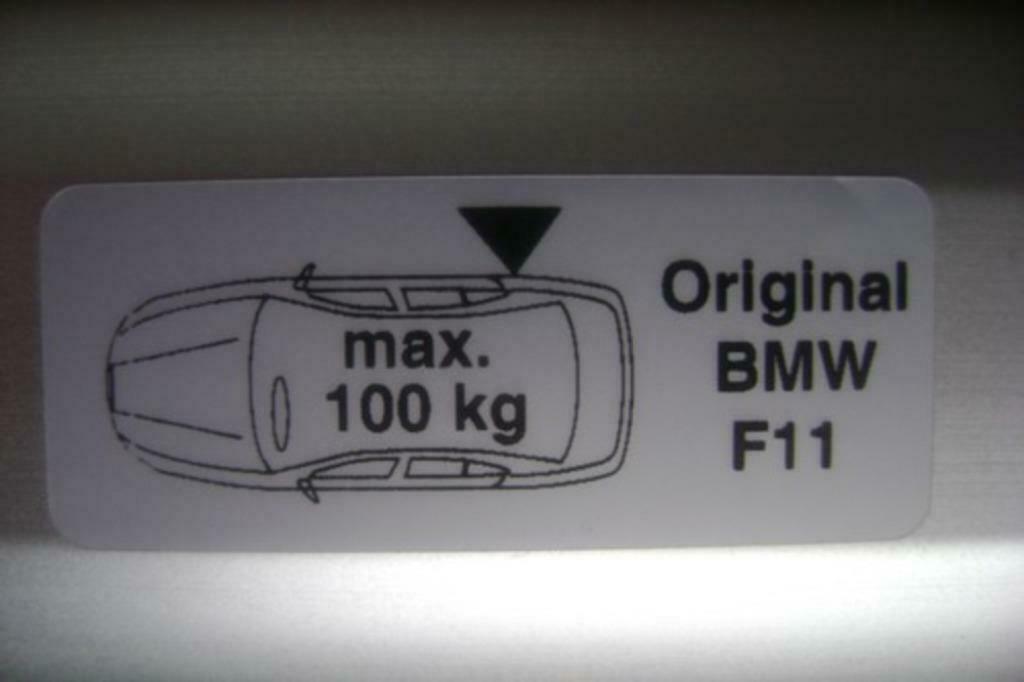 max.
100 kg
Original
BMW
F11